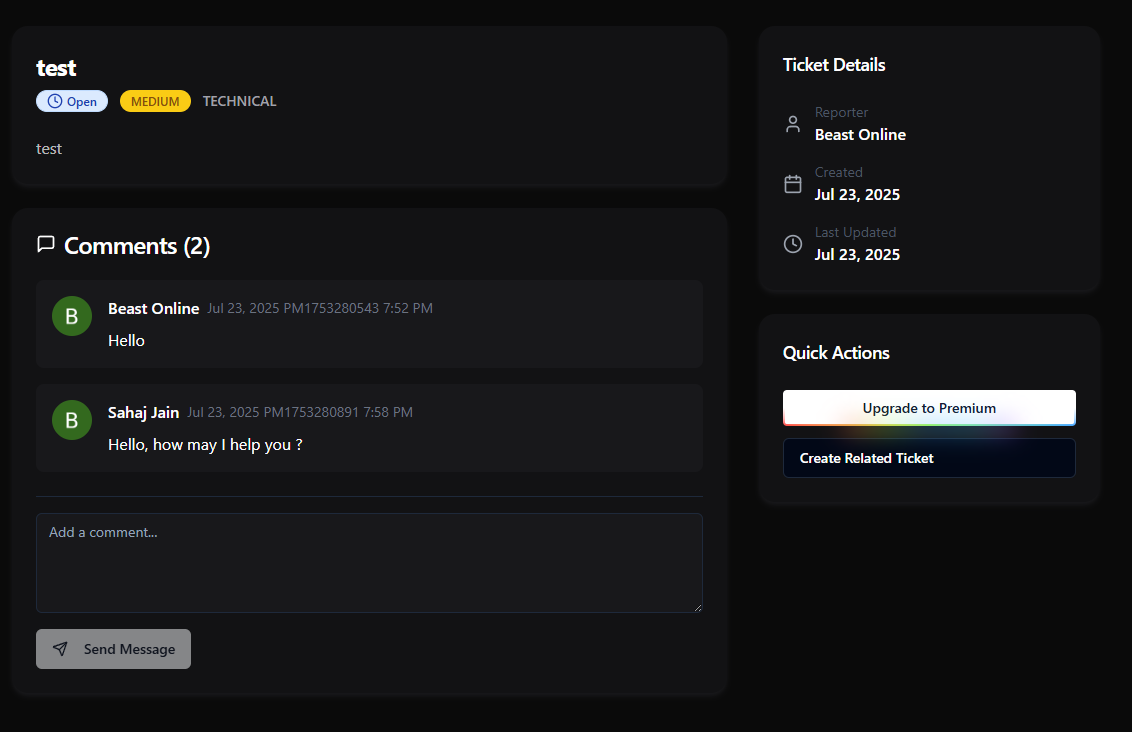 test
Open MEDIUM TECHNICAL
test
Comments (2)
B
Beast Online Jul 23, 2025 PM1753280543 7:52 PM
Hello
B
Sahaj Jain Jul 23, 2025 PM1753280891 7:58 PM
Hello, how may I help you ?
Add a comment...
Send Message
Ticket Details
Reporter
Beast Online
Created
Jul 23, 2025
Last Updated
Jul 23, 2025
Quick Actions
Upgrade to Premium
Create Related Ticket